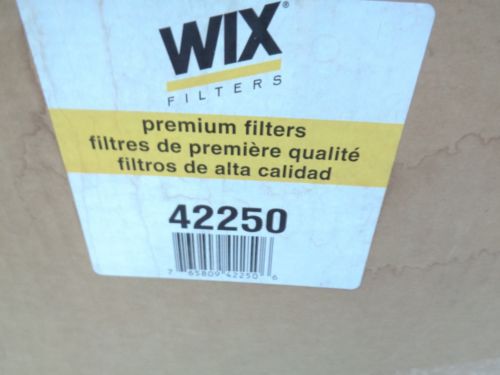 WIX®
FILTERS
premium filters
filtres de première qualité
filtros de alta calidad
42250
7 65809 42250 6